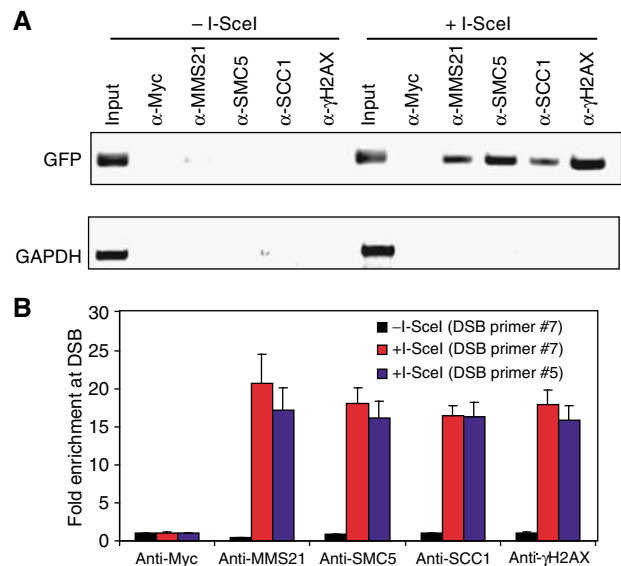 A
– I-SceI
+ I-SceI
Input
α-Myc
α-MMS21
α-SMC5
α-SCC1
α-γH2AX
Input
α-Myc
α-MMS21
α-SMC5
α-SCC1
α-γH2AX
GFP
GAPDH
B
Fold enrichment at DSB
30
25
20
15
10
5
0
–I-SceI (DSB primer #7)
+I-SceI (DSB primer #7)
+I-SceI (DSB primer #5)
Anti-Myc Anti-MMS21 Anti-SMC5 Anti-SCC1 Anti-γH2AX